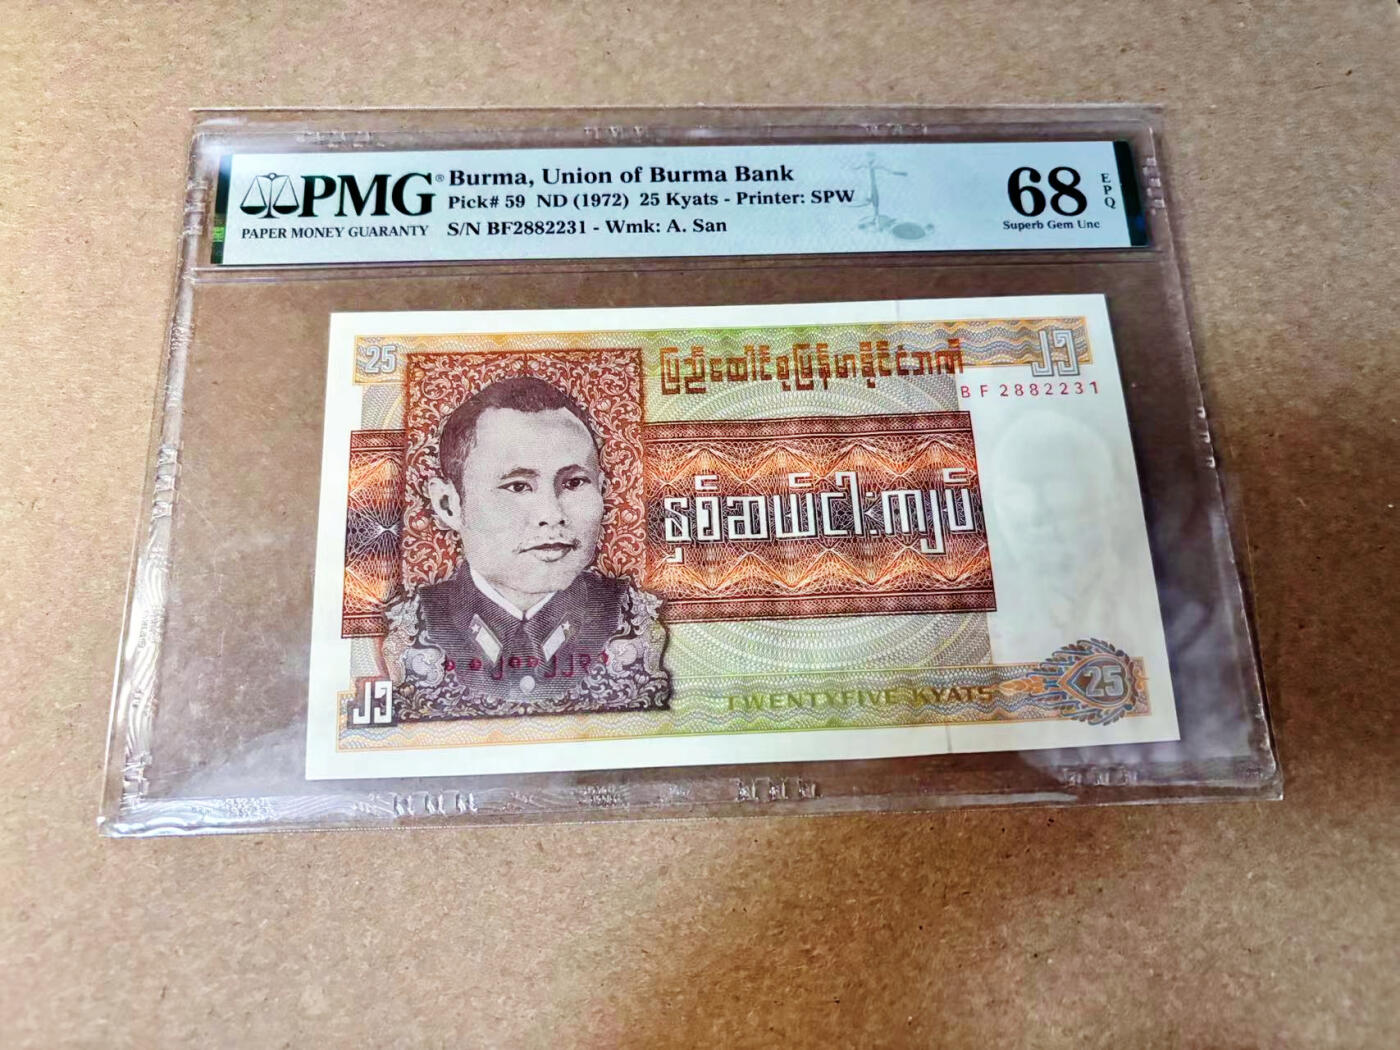 PMG®
PAPER MONEY GUARANTY
Burma, Union of Burma Bank
Pick# 59 ND (1972) 25 Kyats - Printer: SPW
S/N BF2882231 - Wmk: A. San
68 EPQ
Superb Gem Unc
25
ပြည်ထောင်စုမြန်မာနိုင်ငံဘဏ်
၂၅
BF 2882231
နှစ်ဆယ်ငါးကျပ်
၂၅
TWENTYFIVE KYATS
25